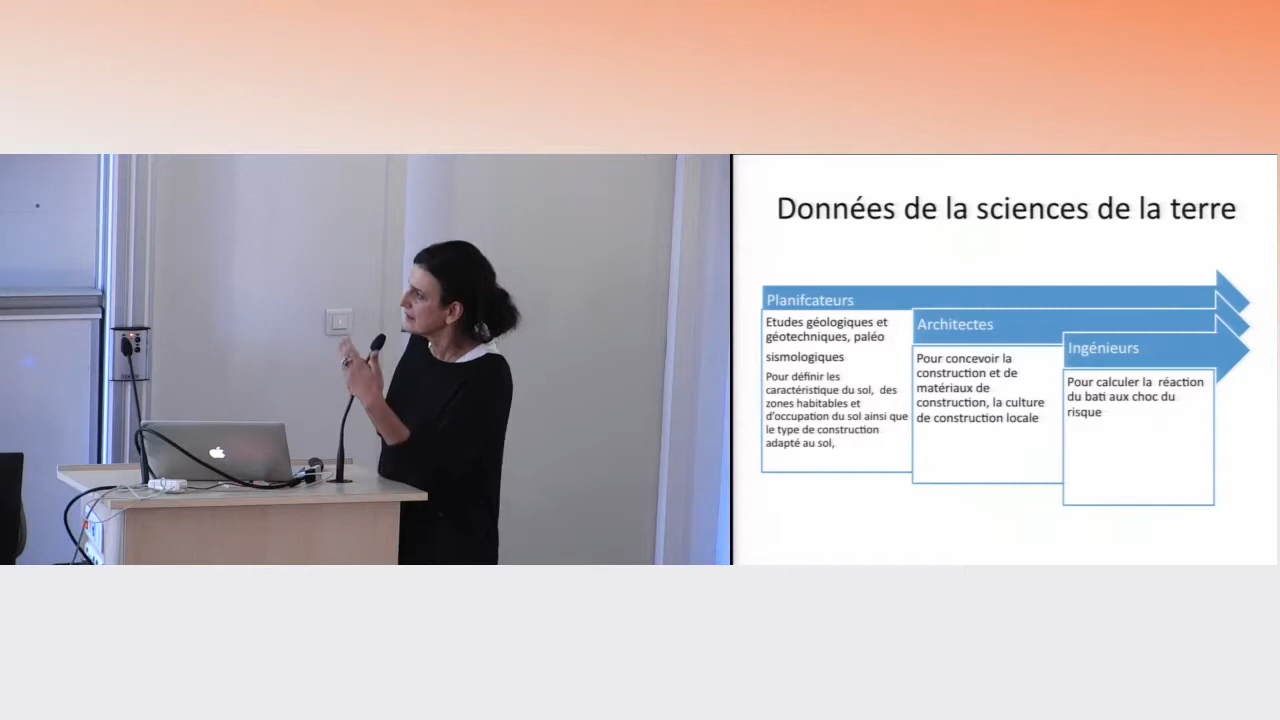 Données de la sciences de la terre
Planifcateurs
Etudes géologiques et
géotechniques, paléo
sismologiques
Pour définir les
caractéristique du sol, des
zones habitables et
d'occupation du sol ainsi que
le type de construction
adapté au sol,
Architectes
Pour concevoir la
construction et de
matériaux de
construction, la culture
de construction locale
Ingénieurs
Pour calculer la réaction
du bati aux choc du
risque